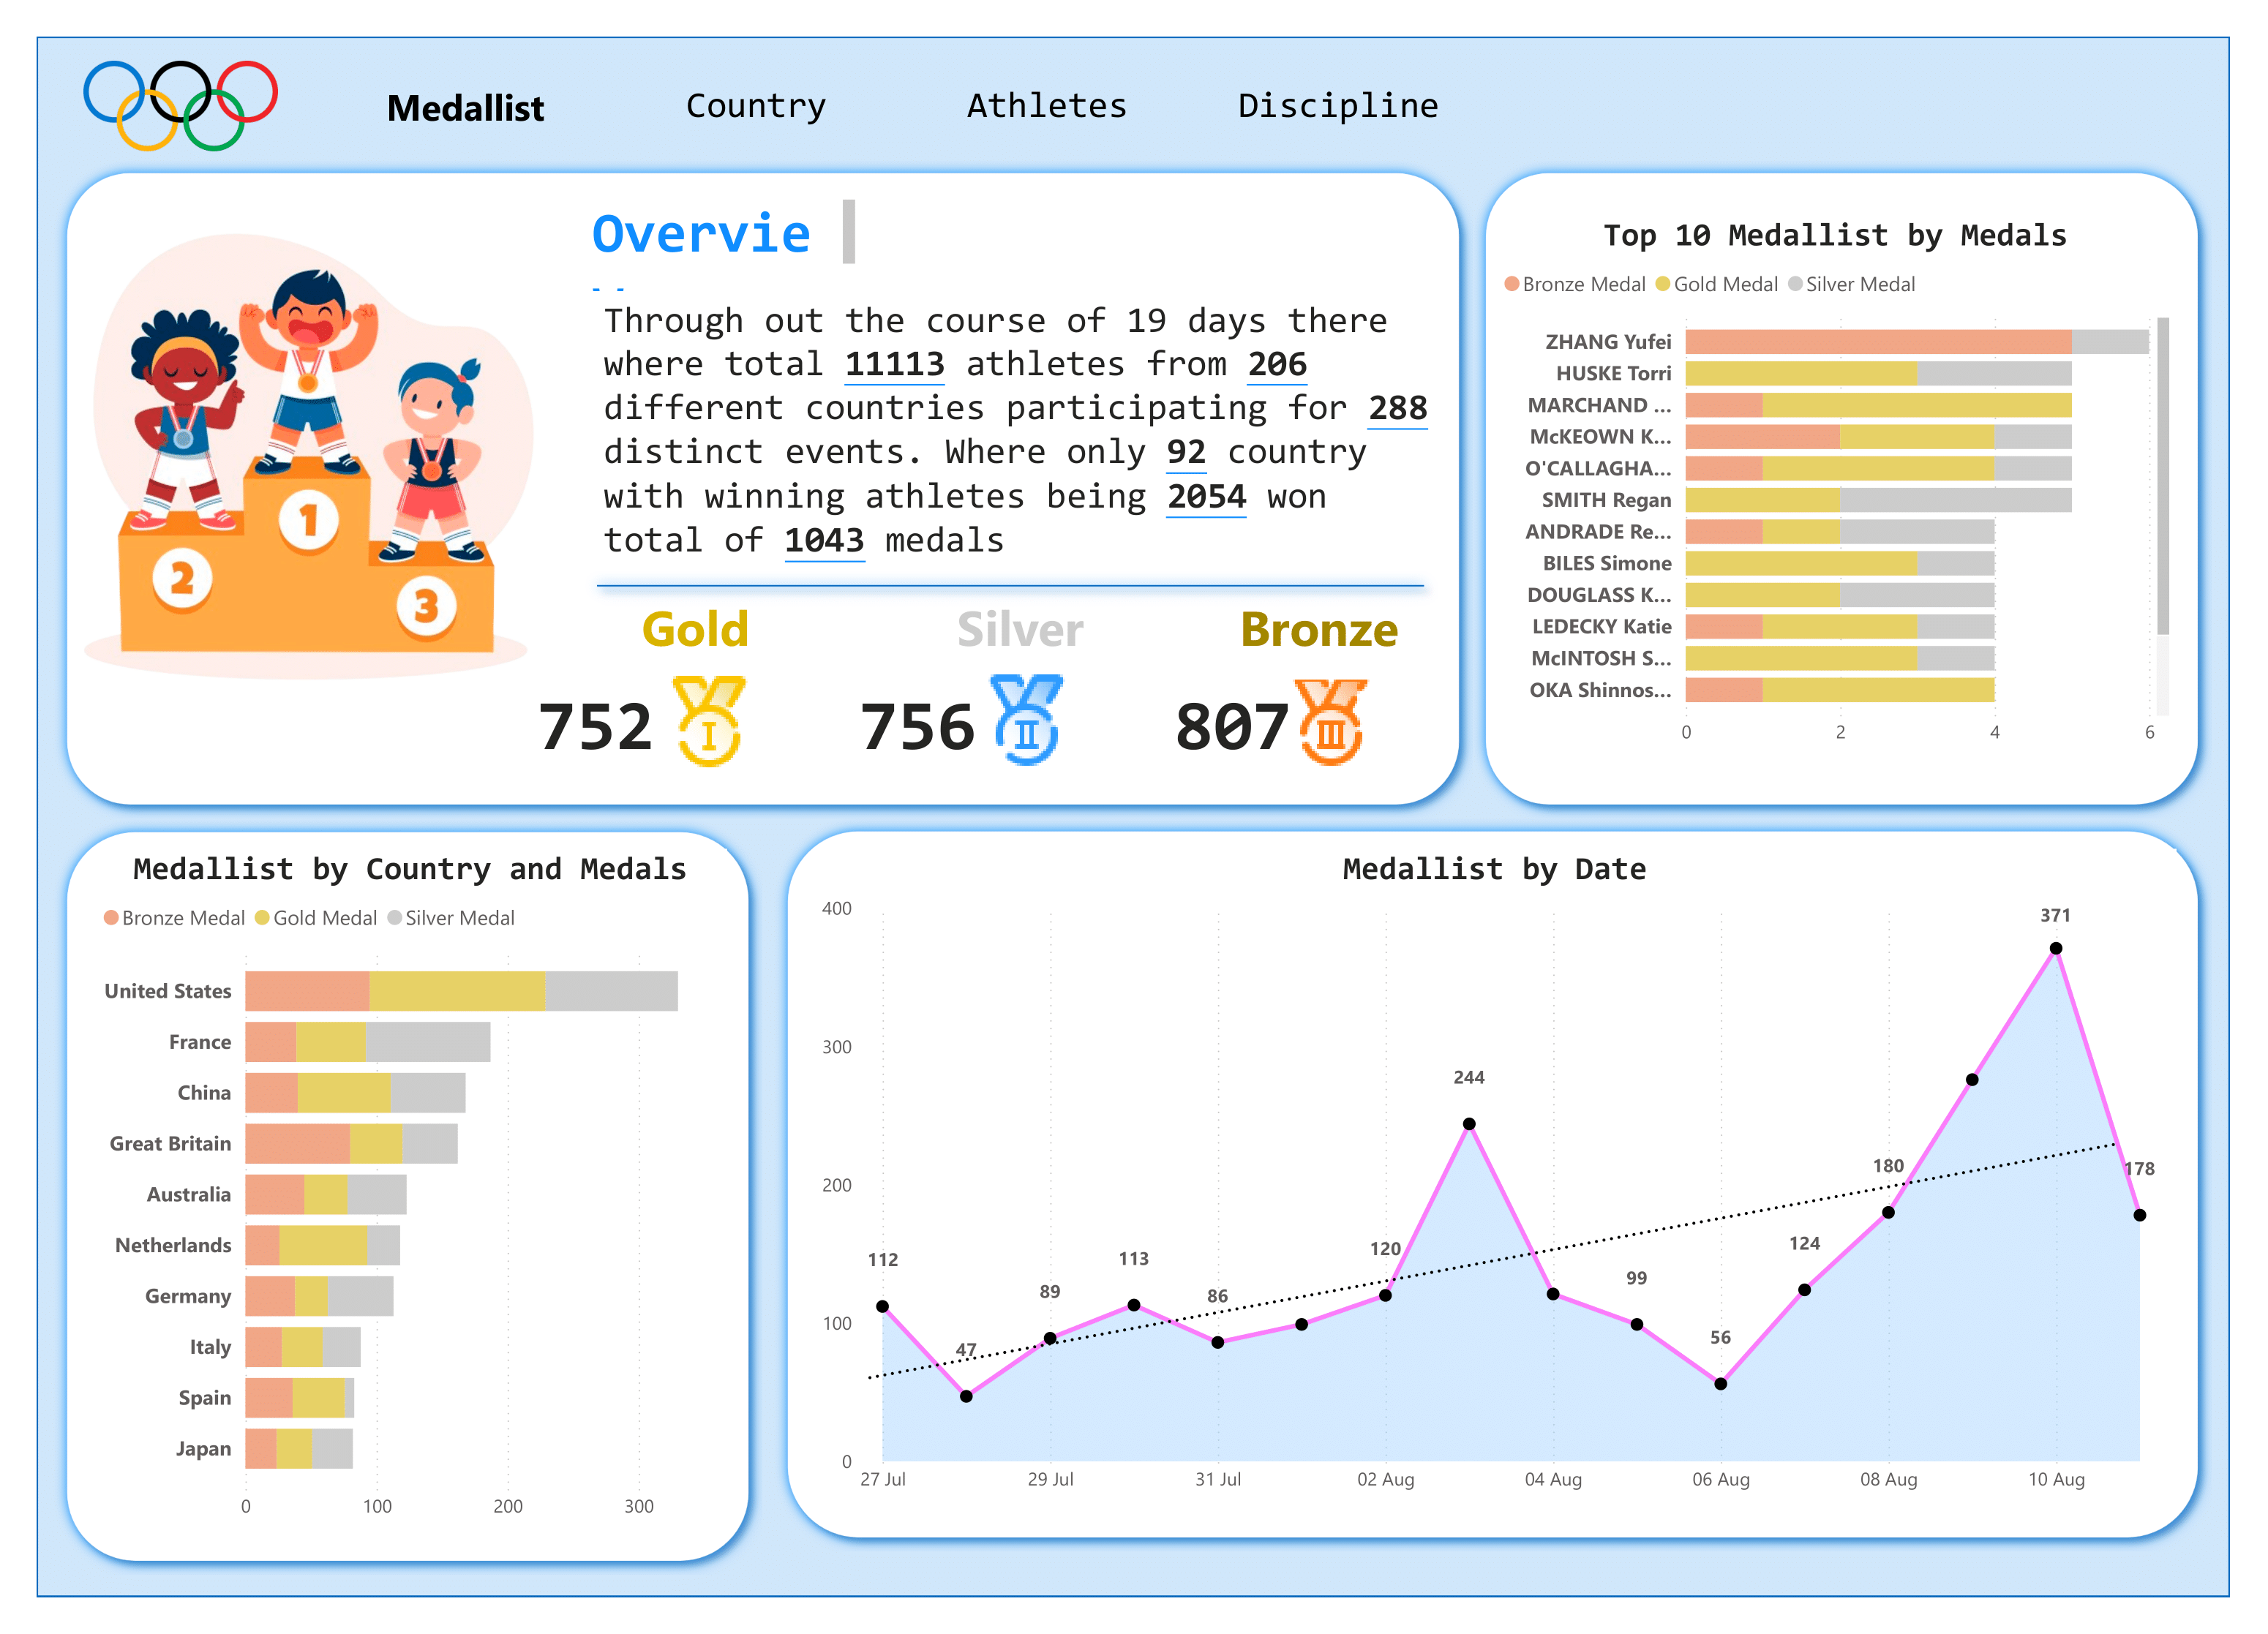 Medallist Country Athletes Discipline
Overvie
Through out the course of 19 days there
where total 11113 athletes from 206
different countries participating for 288
distinct events. Where only 92 country
with winning athletes being 2054 won
total of 1043 medals
Gold Silver Bronze
752 756 807
I II III
1
2
3
Top 10 Medallist by Medals
Bronze Medal Gold Medal Silver Medal
ZHANG Yufei
HUSKE Torri
MARCHAND ...
McKEOWN K...
O'CALLAGHA...
SMITH Regan
ANDRADE Re...
BILES Simone
DOUGLASS K...
LEDECKY Katie
McINTOSH S...
OKA Shinnos...
0 2 4 6
Medallist by Country and Medals
Bronze Medal Gold Medal Silver Medal
United States
France
China
Great Britain
Australia
Netherlands
Germany
Italy
Spain
Japan
0 100 200 300
Medallist by Date
400
300
200
100
0
112
47
89
113
86
120
244
99
56
124
180
371
178
27 Jul 29 Jul 31 Jul 02 Aug 04 Aug 06 Aug 08 Aug 10 Aug